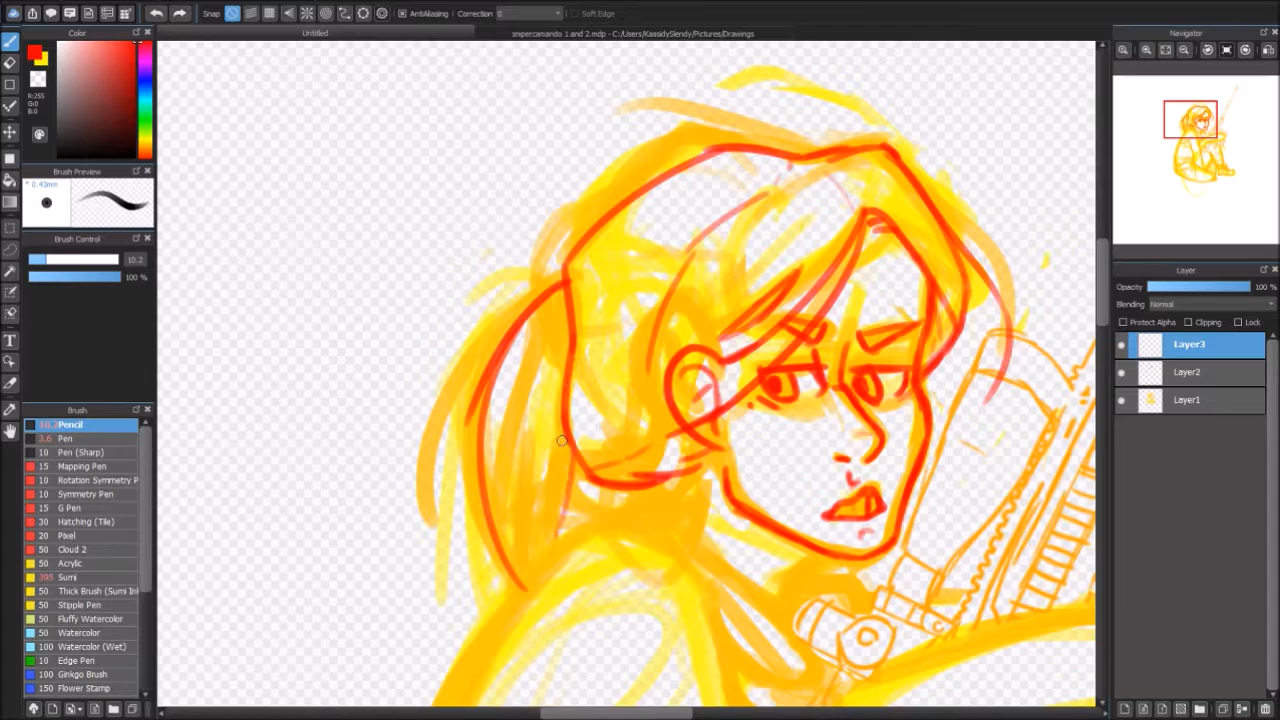 Snap
AntiAliasing
Correction
Soft Edge
Color
Untitled
smpercamando 1 and 2.mdp - C:/Users/KassidySlendy/Pictures/Drawings
Navigator
R:255
G:0
B:0
Brush Preview
* 0.43mm
Brush Control
10.2
100 %
Brush
10.2 Pencil
3.6 Pen
10 Pen (Sharp)
15 Mapping Pen
10 Rotation Symmetry P
10 Symmetry Pen
15 G Pen
30 Hatching (Tile)
20 Pixel
50 Cloud 2
50 Acrylic
395 Sumi
50 Thick Brush (Sumi Ink
50 Stipple Pen
50 Fluffy Watercolor
50 Watercolor
100 Watercolor (Wet)
10 Edge Pen
100 Ginkgo Brush
150 Flower Stamp
Layer
Opacity 100 %
Blending Normal
Protect Alpha Clipping Lock
Layer3
Layer2
Layer1